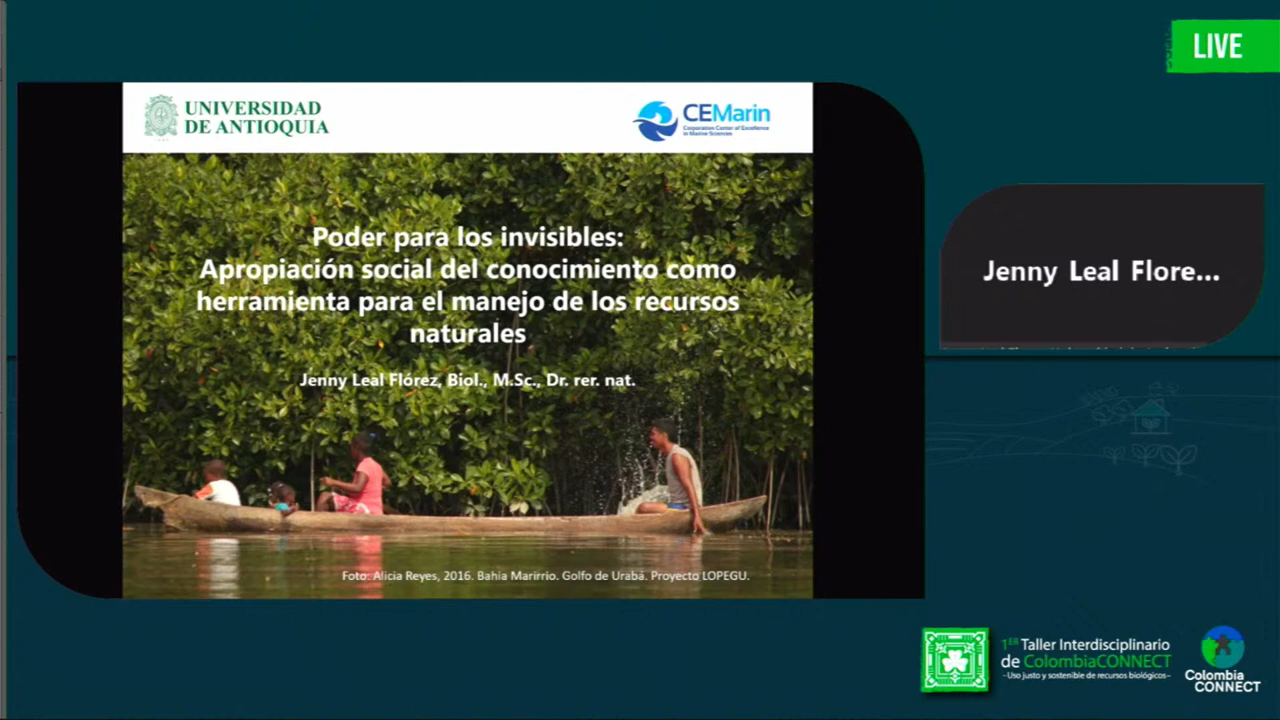 LIVE
UNIVERSIDAD
DE ANTIOQUIA
CEMarin
Corporation Center of Excellence
in Marine Sciences
Poder para los invisibles:
Apropiación social del conocimiento como
herramienta para el manejo de los recursos
naturales
Jenny Leal Flórez, Biol., M.Sc., Dr. rer. nat.
Foto: Alicia Reyes, 2016. Bahía Marirrio. Golfo de Urabá. Proyecto LOPEGU.
Jenny Leal Flore...
1ER Taller Interdisciplinario
de ColombiaCONNECT
-Uso justo y sostenible de recursos biológicos-
Colombia
CONNECT